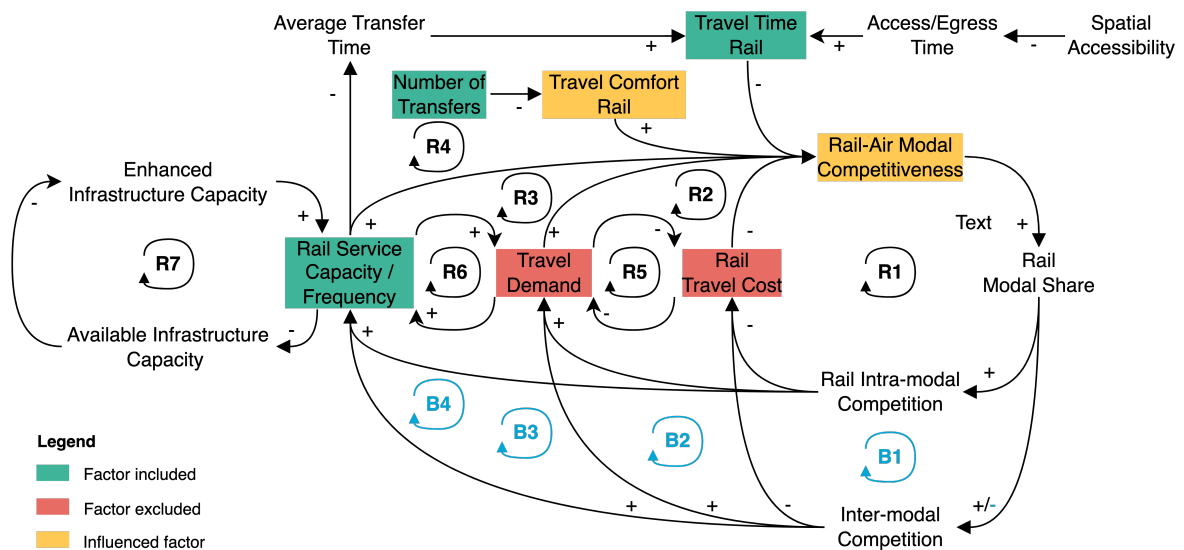 Average Transfer
Time
+
Travel Time
Rail
+
Access/Egress
Time
-
Spatial
Accessibility
-
Number of
Transfers
-
Travel Comfort
Rail
-
+
R4
Rail-Air Modal
Competitiveness
Enhanced
Infrastructure Capacity
-
+
R3
R2
+
+
+
-
-
Text
+
R7
Rail Service
Capacity /
Frequency
R6
Travel
Demand
R5
Rail
Travel Cost
R1
Rail
Modal Share
+
-
-
+
+
-
Available Infrastructure
Capacity
Rail Intra-modal
Competition
+
B4
B3
B2
B1
Legend
Factor included
Factor excluded
Influenced factor
+
+
-
+/-
Inter-modal
Competition